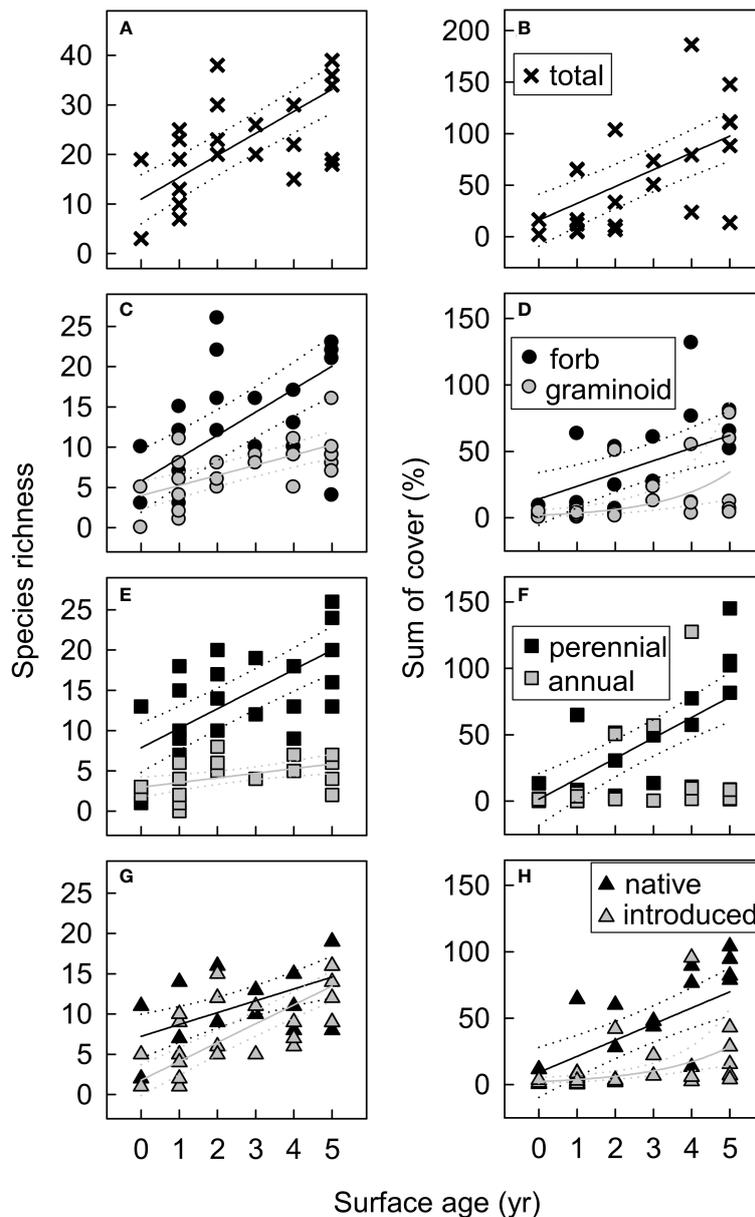 A
40
30
20
10
0
B
total
200
150
100
50
0
C
25
20
15
10
5
0
D
forb
graminoid
150
100
50
0
Species richness
Sum of cover (%)
E
25
20
15
10
5
0
F
perennial
annual
150
100
50
0
G
25
20
15
10
5
0
0 1 2 3 4 5
H
native
introduced
150
100
50
0
0 1 2 3 4 5
Surface age (yr)